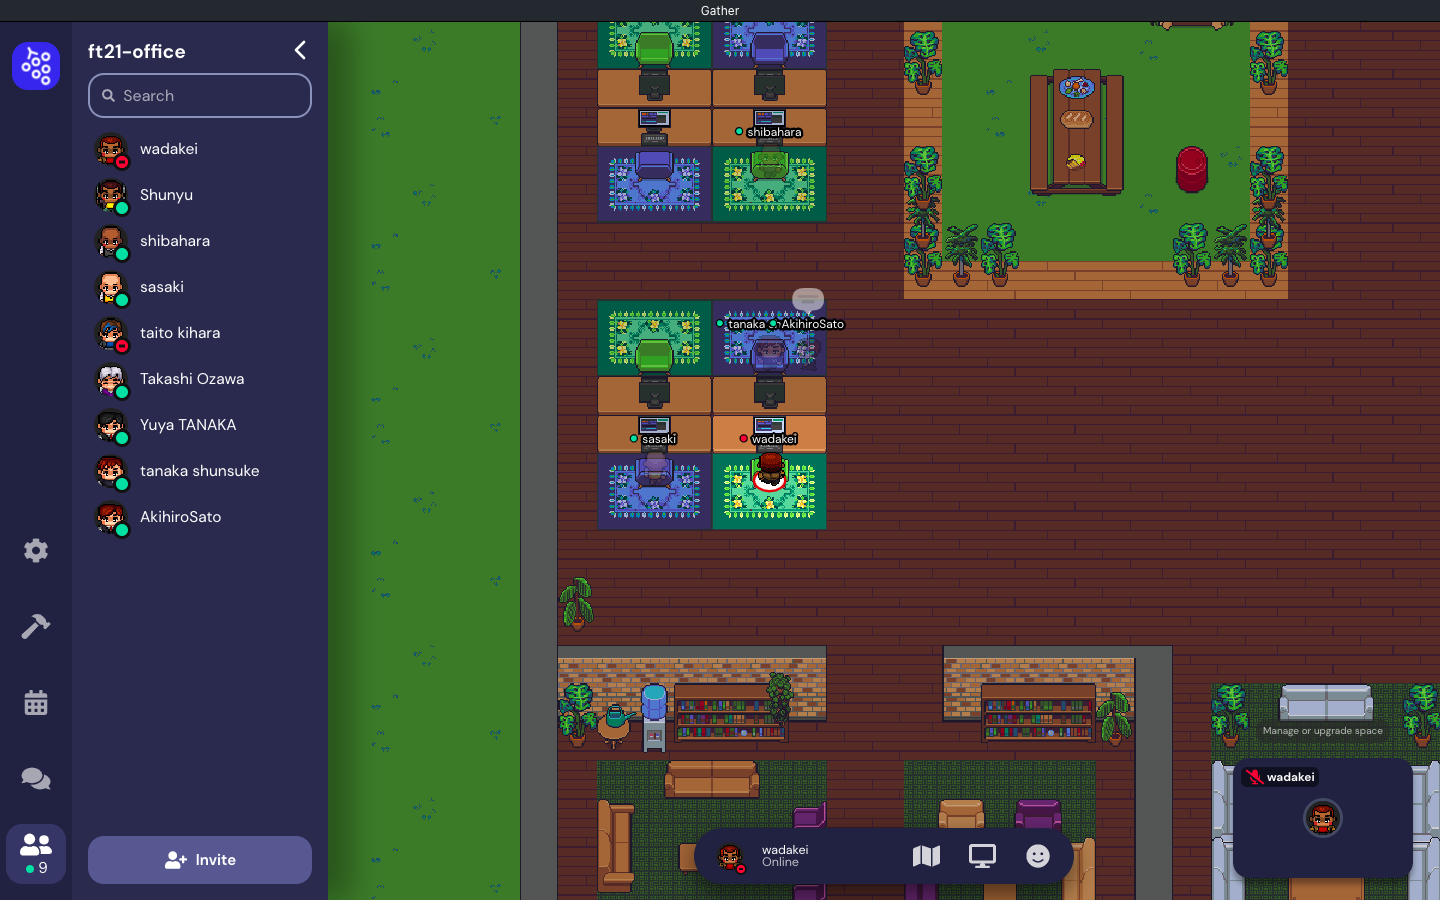 Gather
ft21-office
Search
wadakei
Shunyu
shibahara
sasaki
taito kihara
Takashi Ozawa
Yuya TANAKA
tanaka shunsuke
AkihiroSato
9
Invite
shibahara
tanaka
AkihiroSato
sasaki
wadakei
Manage or upgrade space
wadakei
wadakei
Online